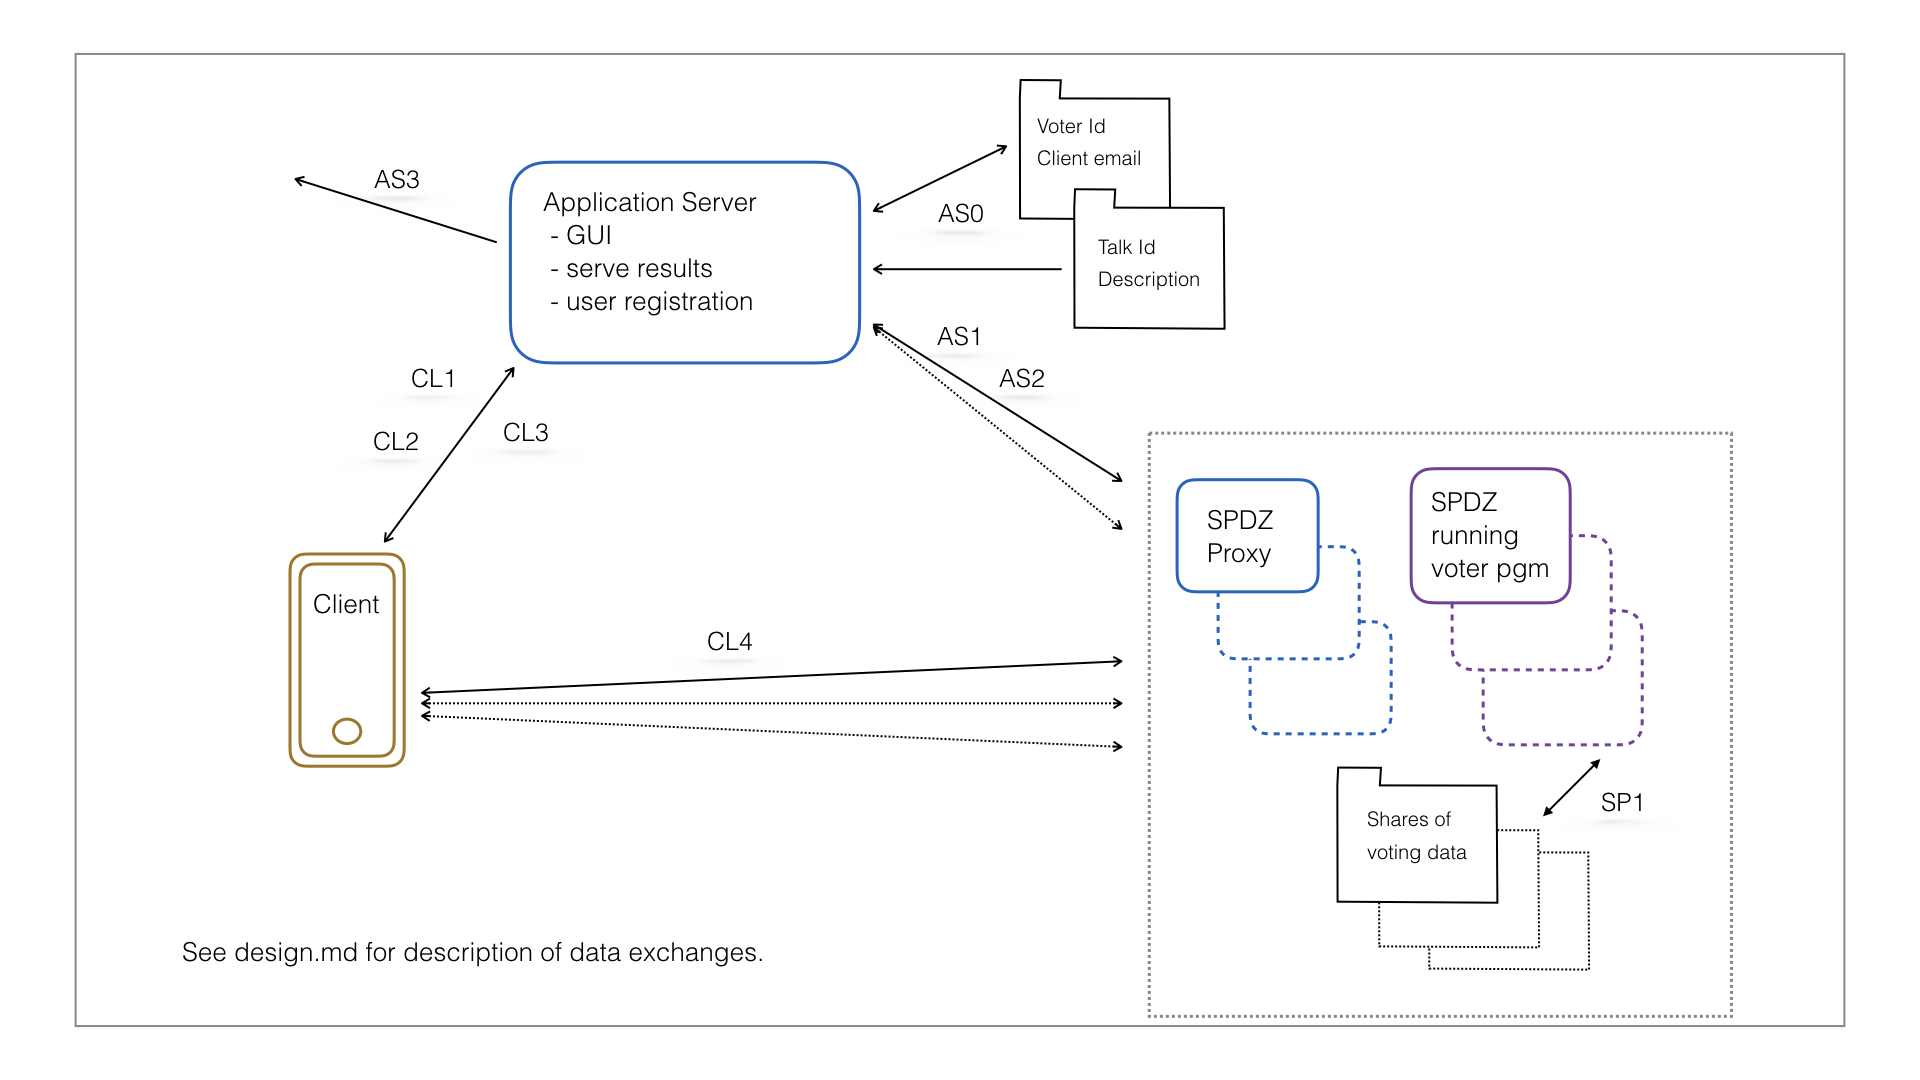 Voter Id
Client email
AS3
Application Server
- GUI
- serve results
- user registration
AS0
Talk Id
Description
AS1
AS2
CL1
CL2
CL3
SPDZ
Proxy
SPDZ
running
voter pgm
Client
CL4
SP1
Shares of
voting data
See design.md for description of data exchanges.